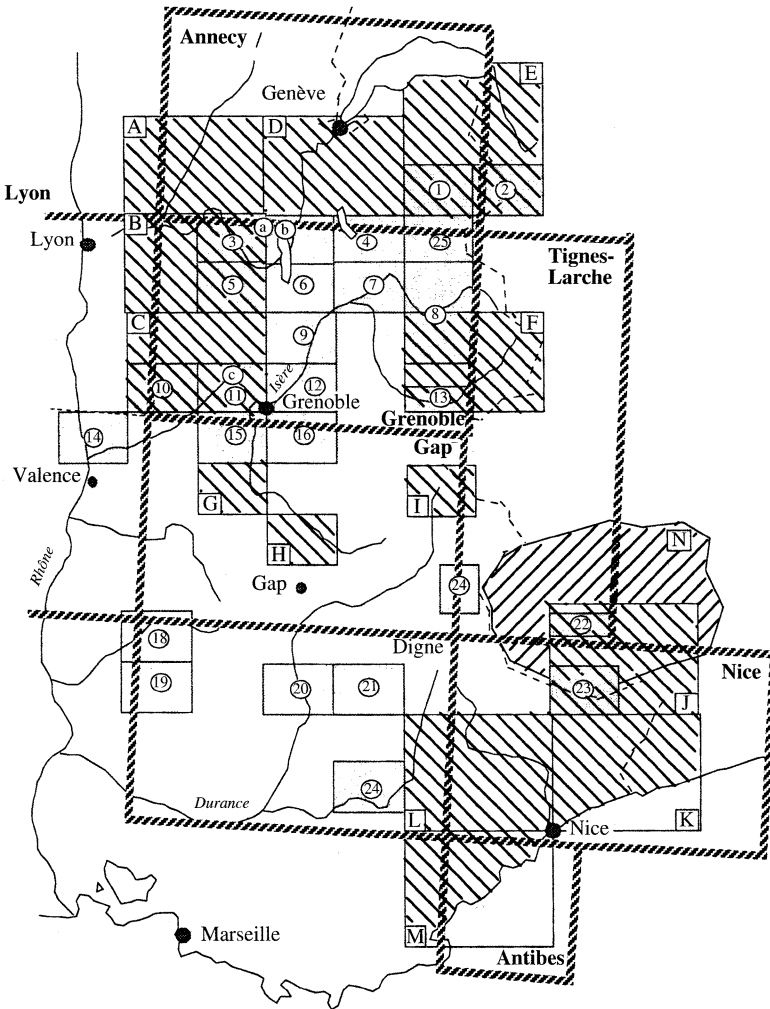 Annecy
E
Genève
A
D
1
2
Lyon
B
a
b
Lyon
3
4
25
Tignes-
Larche
5
6
7
C
8
F
9
c
Isère
10
11
12
13
Grenoble
Grenoble
14
15
16
Gap
Valence
G
I
H
N
Rhône
Gap
24
22
18
Digne
Nice
19
20
21
23
J
24
Durance
L
Nice
K
Marseille
M
Antibes